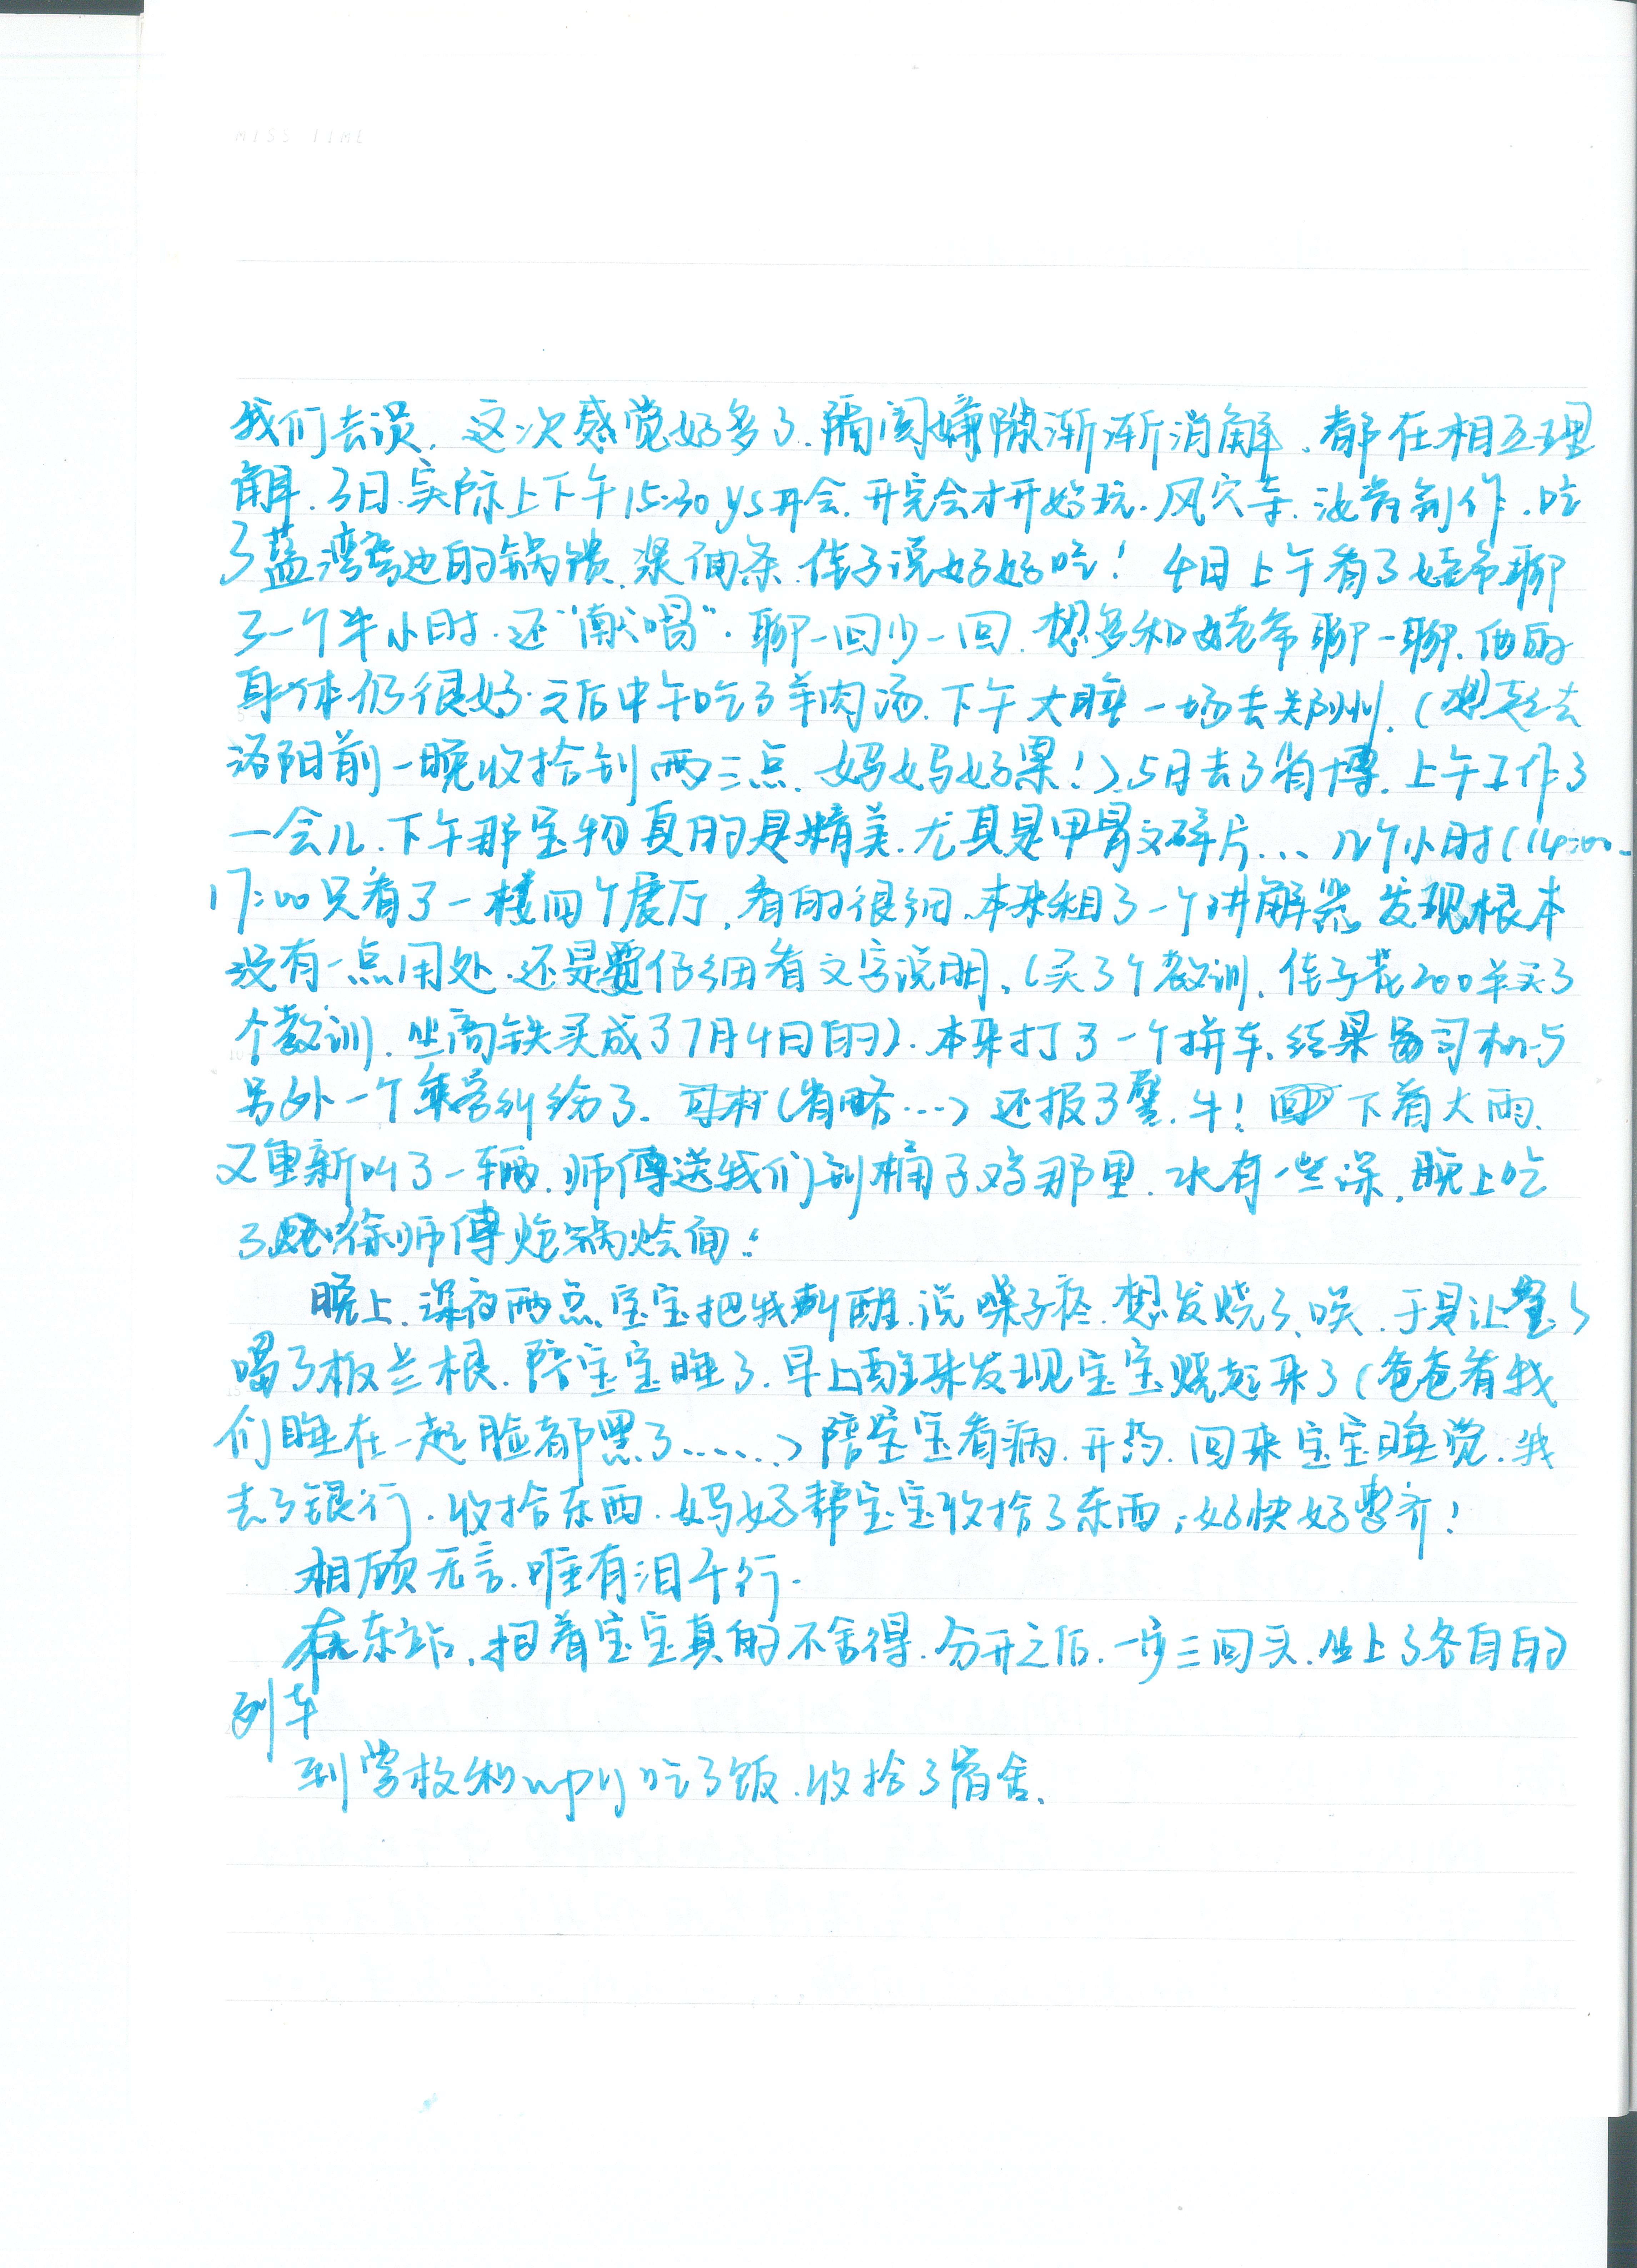 MISS TIME
我们去谈. 这次感觉好多了. 隔阂嫌隙渐渐消解. 都在相互理
解. 3日. 实际上下午15:30 ys开会. 开完会才开始玩. 风穴寺. 汝瓷制作. 吃
了蓝湾旁边的锅馈. 浆面条. 佳子说好好吃! 4日上午看了姥爷聊
了一个半小时. 还"献唱". 聊一回少一回. 想多和姥爷聊一聊. 他的
身体仍很好. 之后中午吃了羊肉汤. 下午大睡一场去郑州. (想起去
洛阳前一晚收拾到两三点. 妈妈好累!). 5日去了省博. 上午工作了
一会儿. 下午那宝物真的是精美. 尤其是甲骨文碎片... 几个小时(14:00-
17:00只看了一楼四个展厅, 看的很细. 本来租了一个讲解器 发现根本
没有一点用处. 还是要仔细看文字说明. (买了个教训. 佳子花200羊买了
个教训. 坐高铁买成了7月4日的). 本来打了一个拼车. 结果司机与
另外一个乘客纠纷了. (省略...) 还报了警. 牛! 下着大雨.
又重新叫了一辆. 师傅送我们到桶子鸡那里. 水有一些深. 晚上吃
了徐师傅炝锅烩面.
晚上. 深夜两点宝宝把我叫醒. 说嗓子疼. 想发烧了. 唉. 于是让宝宝
喝了板兰根. 陪宝宝睡了. 早上醒来发现宝宝烧起来了(爸爸看我
们睡在一起脸都黑了......) 陪宝宝看病. 开药. 回来宝宝睡觉. 我
去了银行. 收拾东西. 妈妈帮宝宝收拾了东西; 好快好整齐!
相顾无言. 唯有泪千行.
在东站, 抱着宝宝真的不舍得. 分开之后. 一步三回头. 坐上了各自的
列车
到学校和wpy吃了饭. 收拾了宿舍.